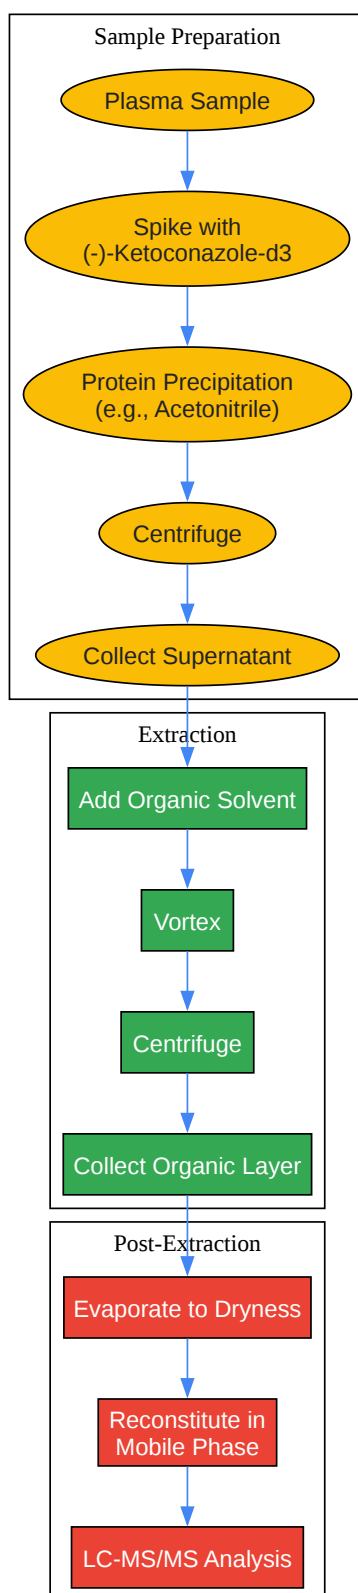 Sample Preparation
Plasma Sample
Spike with
(-)-Ketoconazole-d3
Protein Precipitation
(e.g., Acetonitrile)
Centrifuge
Collect Supernatant
Extraction
Add Organic Solvent
Vortex
Centrifuge
Collect Organic Layer
Post-Extraction
Evaporate to Dryness
Reconstitute in
Mobile Phase
LC-MS/MS Analysis